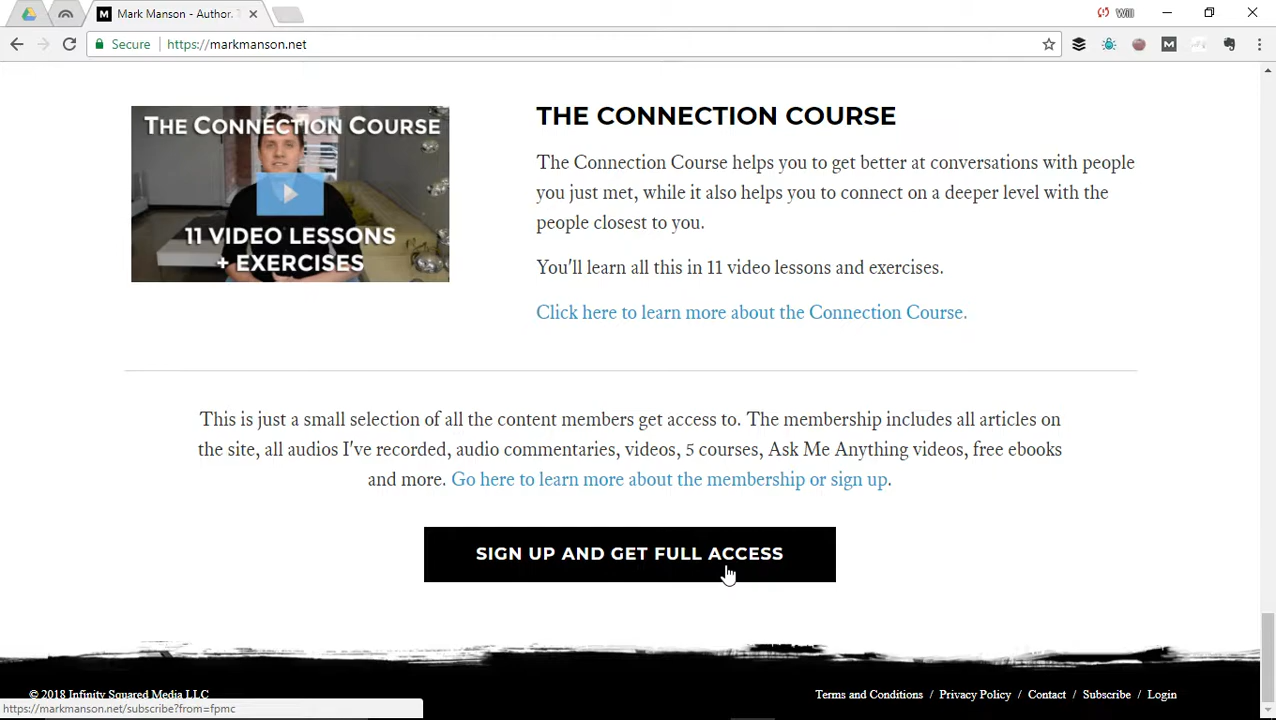 Mark Manson - Author. T
Will
Secure
https://markmanson.net
THE CONNECTION COURSE
11 VIDEO LESSONS
+ EXERCISES
THE CONNECTION COURSE
The Connection Course helps you to get better at conversations with people
you just met, while it also helps you to connect on a deeper level with the
people closest to you.
You'll learn all this in 11 video lessons and exercises.
Click here to learn more about the Connection Course.
This is just a small selection of all the content members get access to. The membership includes all articles on
the site, all audios I've recorded, audio commentaries, videos, 5 courses, Ask Me Anything videos, free ebooks
and more. Go here to learn more about the membership or sign up.
SIGN UP AND GET FULL ACCESS
© 2018 Infinity Squared Media LLC
Terms and Conditions / Privacy Policy / Contact / Subscribe / Login
https://markmanson.net/subscribe?from=fpmc